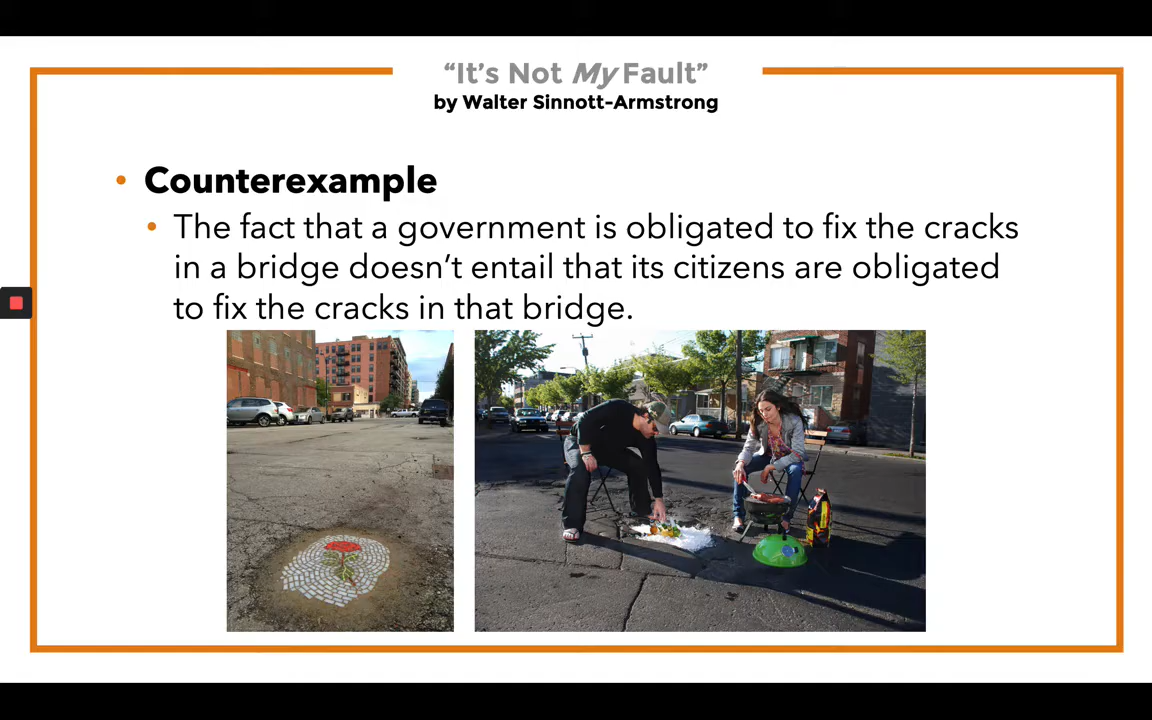 “It’s Not My Fault”
by Walter Sinnott-Armstrong
• Counterexample
• The fact that a government is obligated to fix the cracks
in a bridge doesn’t entail that its citizens are obligated
to fix the cracks in that bridge.